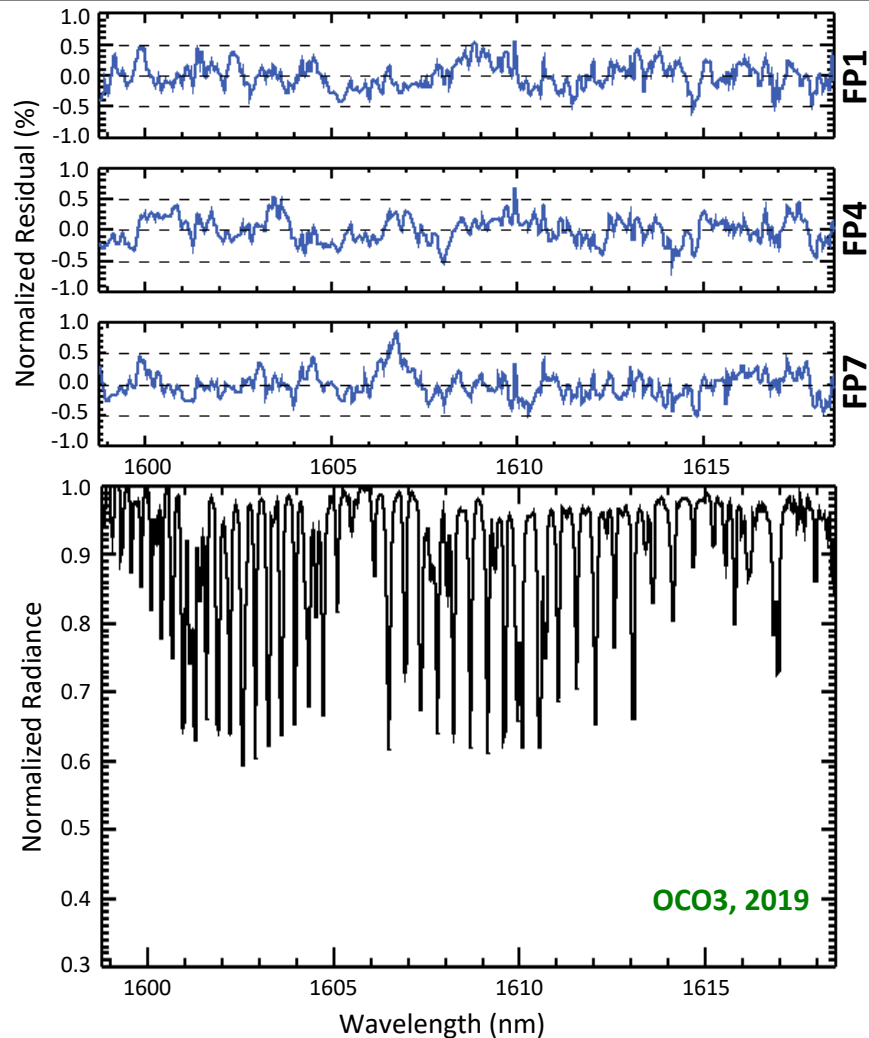 1.0
0.5
0.0
-0.5
-1.0
FP1
1.0
0.5
0.0
-0.5
-1.0
FP4
1.0
0.5
0.0
-0.5
-1.0
FP7
Normalized Residual (%)
1600 1605 1610 1615
1.0
0.9
0.8
0.7
0.6
0.5
0.4
0.3
Normalized Radiance
OCO3, 2019
1600 1605 1610 1615
Wavelength (nm)